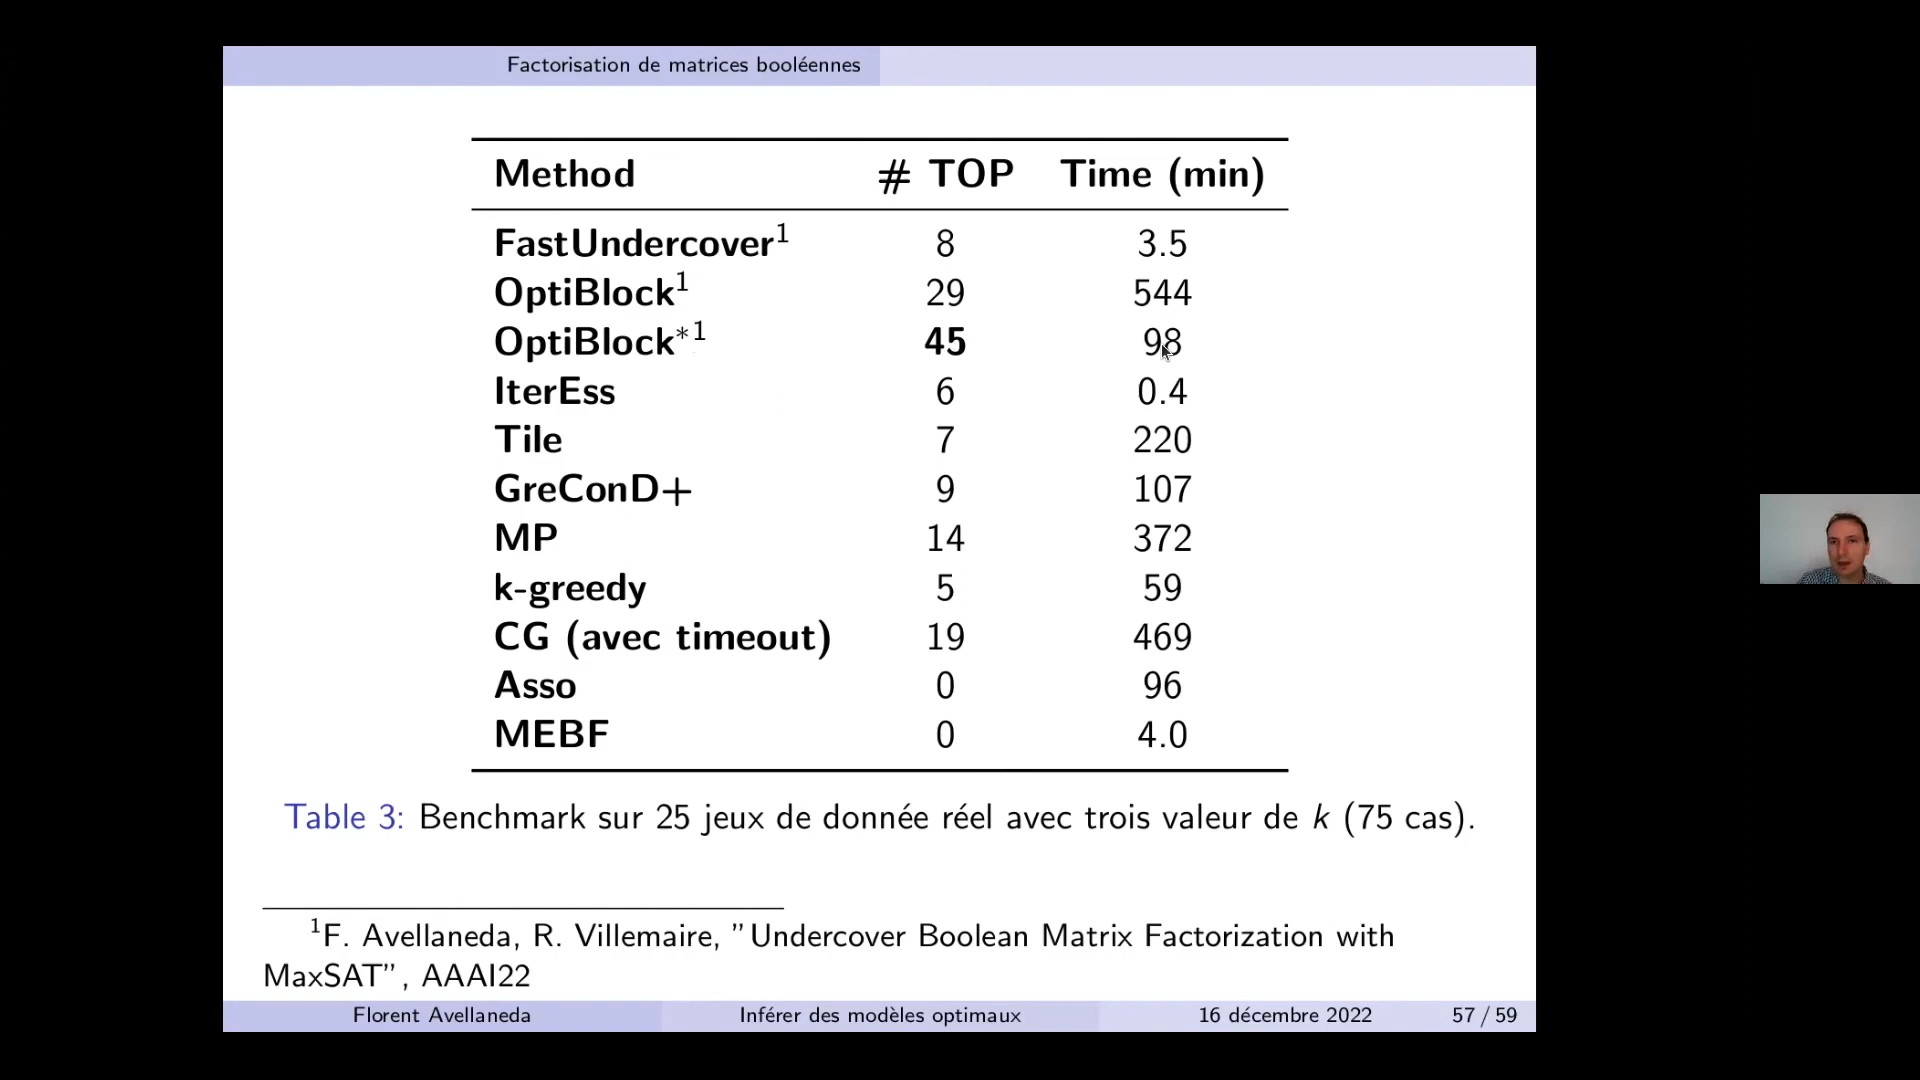 Factorisation de matrices booléennes
Method # TOP Time (min)
FastUndercover¹ 8 3.5
OptiBlock¹ 29 544
OptiBlock*¹ 45 98
IterEss 6 0.4
Tile 7 220
GreConD+ 9 107
MP 14 372
k-greedy 5 59
CG (avec timeout) 19 469
Asso 0 96
MEBF 0 4.0
Table 3: Benchmark sur 25 jeux de donnée réel avec trois valeur de k (75 cas).
¹F. Avellaneda, R. Villemaire, ”Undercover Boolean Matrix Factorization with
MaxSAT”, AAAI22
Florent Avellaneda Inférer des modèles optimaux 16 décembre 2022 57 / 59